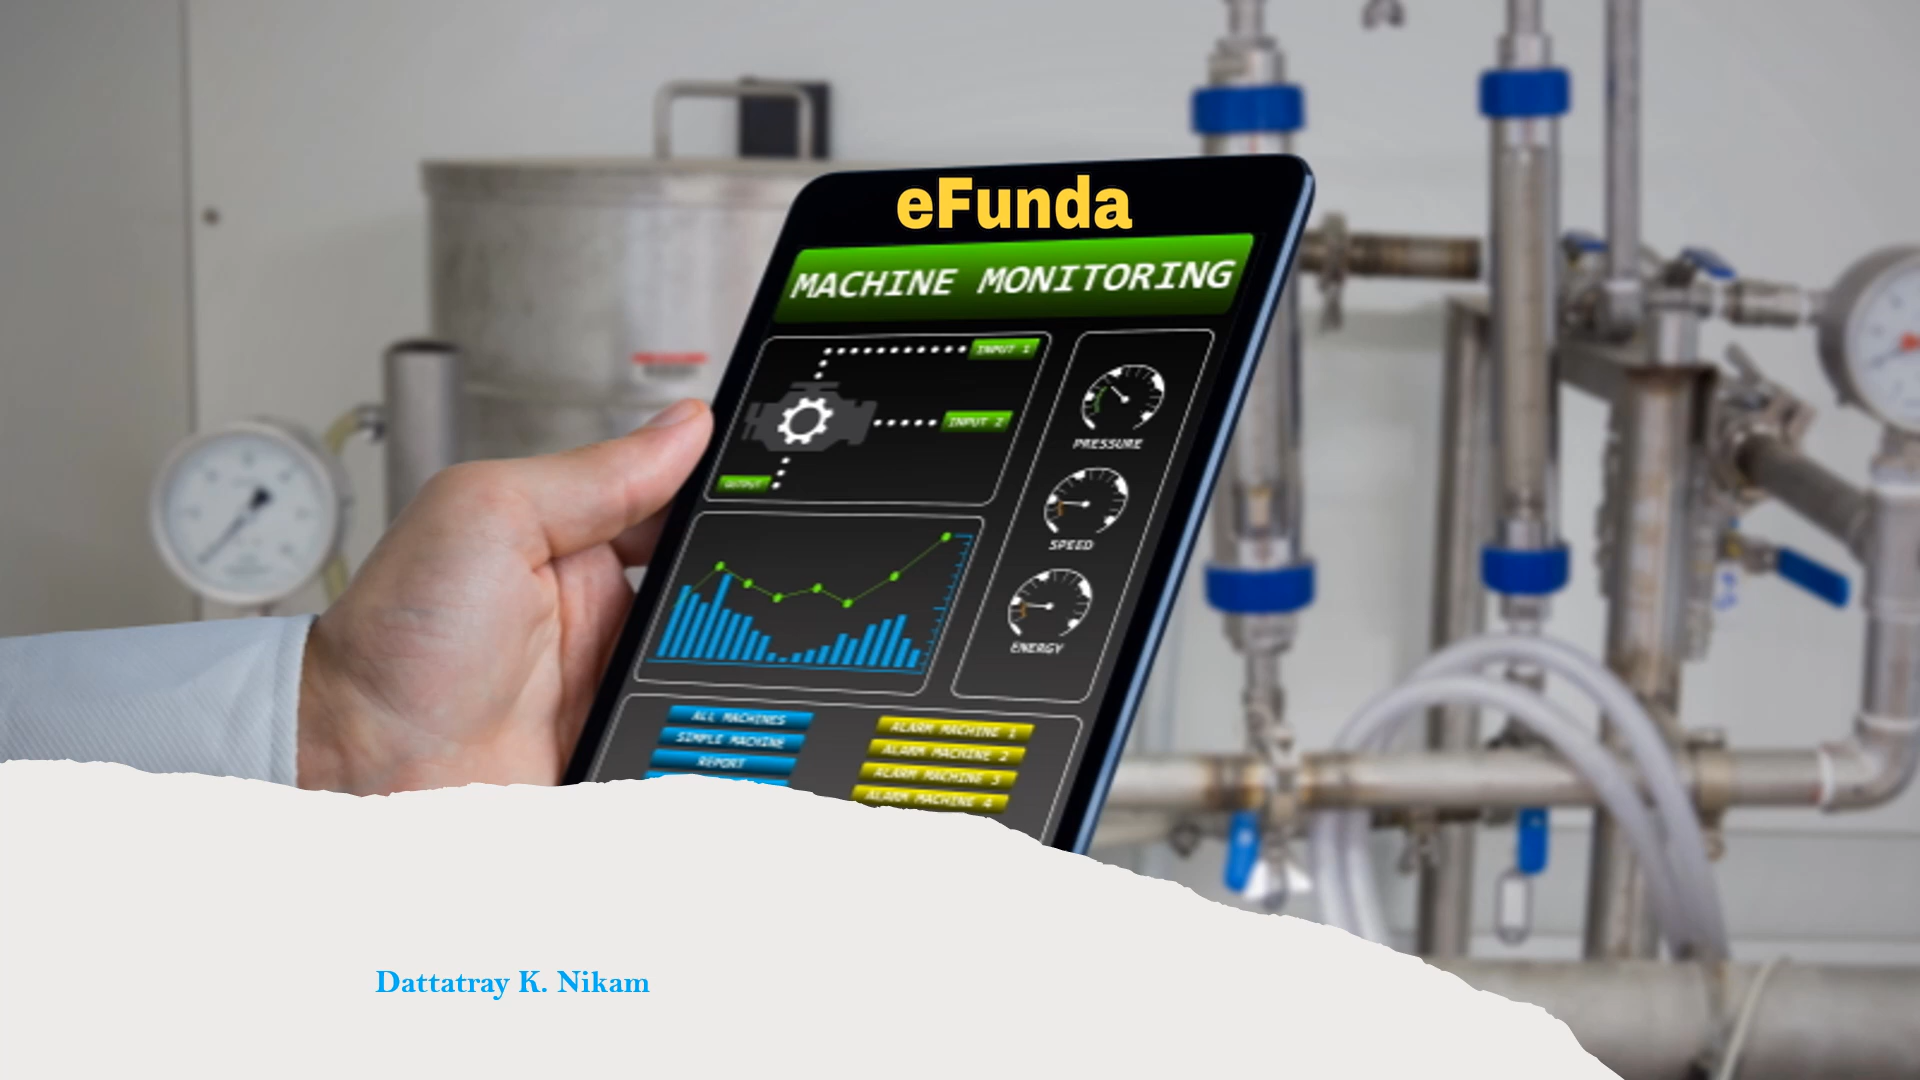 eFunda
MACHINE MONITORING
INPUT 1
INPUT 2
OUTPUT
PRESSURE
SPEED
ENERGY
ALL MACHINES
SIMPLE MACHINE
REPORT
ALARM MACHINE 1
ALARM MACHINE 2
ALARM MACHINE 3
ALARM MACHINE 4
Dattatray K. Nikam